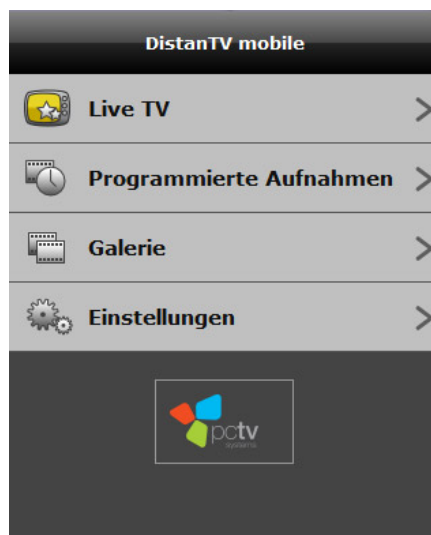 DistanTV mobile
Live TV
Programmierte Aufnahmen
Galerie
Einstellungen
pctv
systems